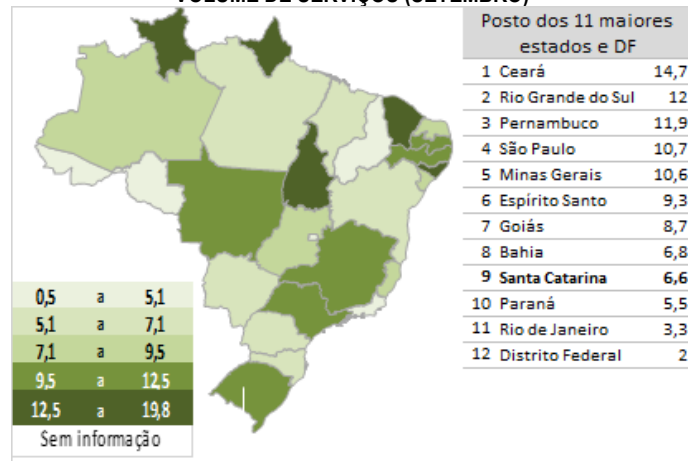 VOLUME DE SERVIÇOS (SETEMBRO)
Posto dos 11 maiores
estados e DF
1 Ceará 14,7
2 Rio Grande do Sul 12
3 Pernambuco 11,9
4 São Paulo 10,7
5 Minas Gerais 10,6
6 Espírito Santo 9,3
7 Goiás 8,7
8 Bahia 6,8
9 Santa Catarina 6,6
10 Paraná 5,5
11 Rio de Janeiro 3,3
12 Distrito Federal 2
0,5 a 5,1
5,1 a 7,1
7,1 a 9,5
9,5 a 12,5
12,5 a 19,8
Sem informação